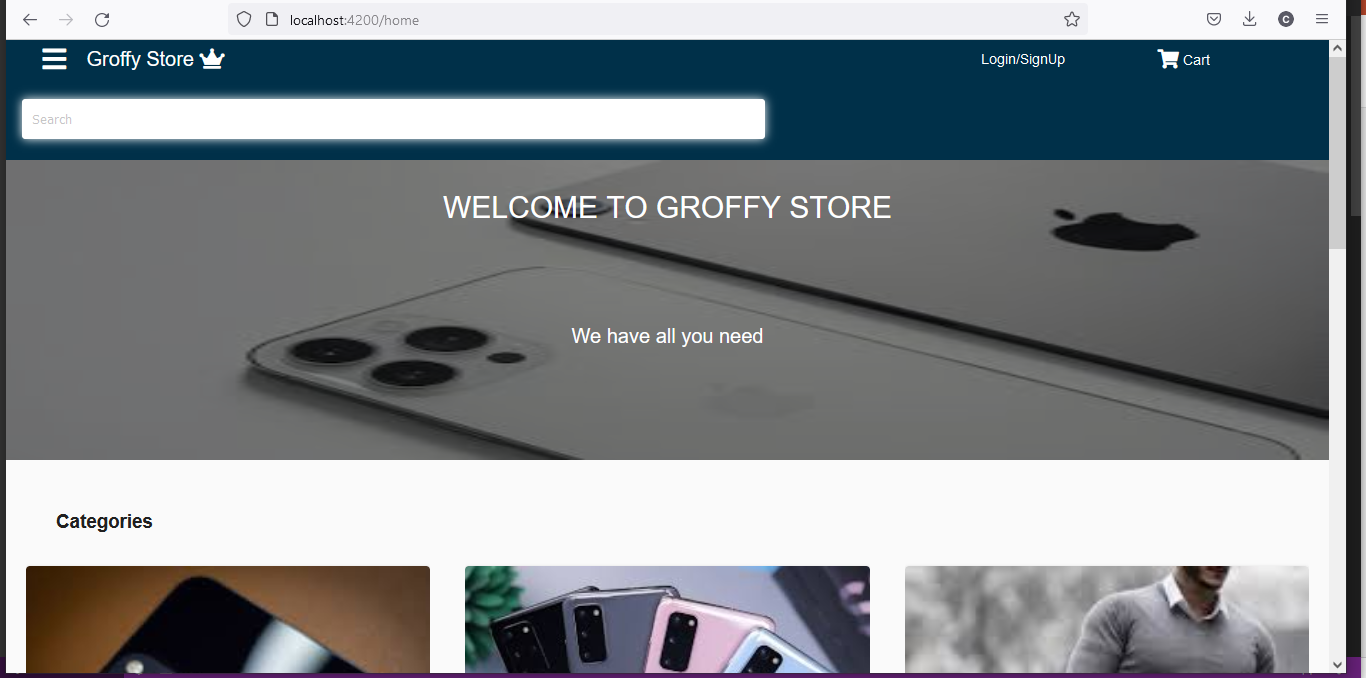 localhost:4200/home
C
Groffy Store
Login/SignUp
Cart
Search
WELCOME TO GROFFY STORE
We have all you need
Categories